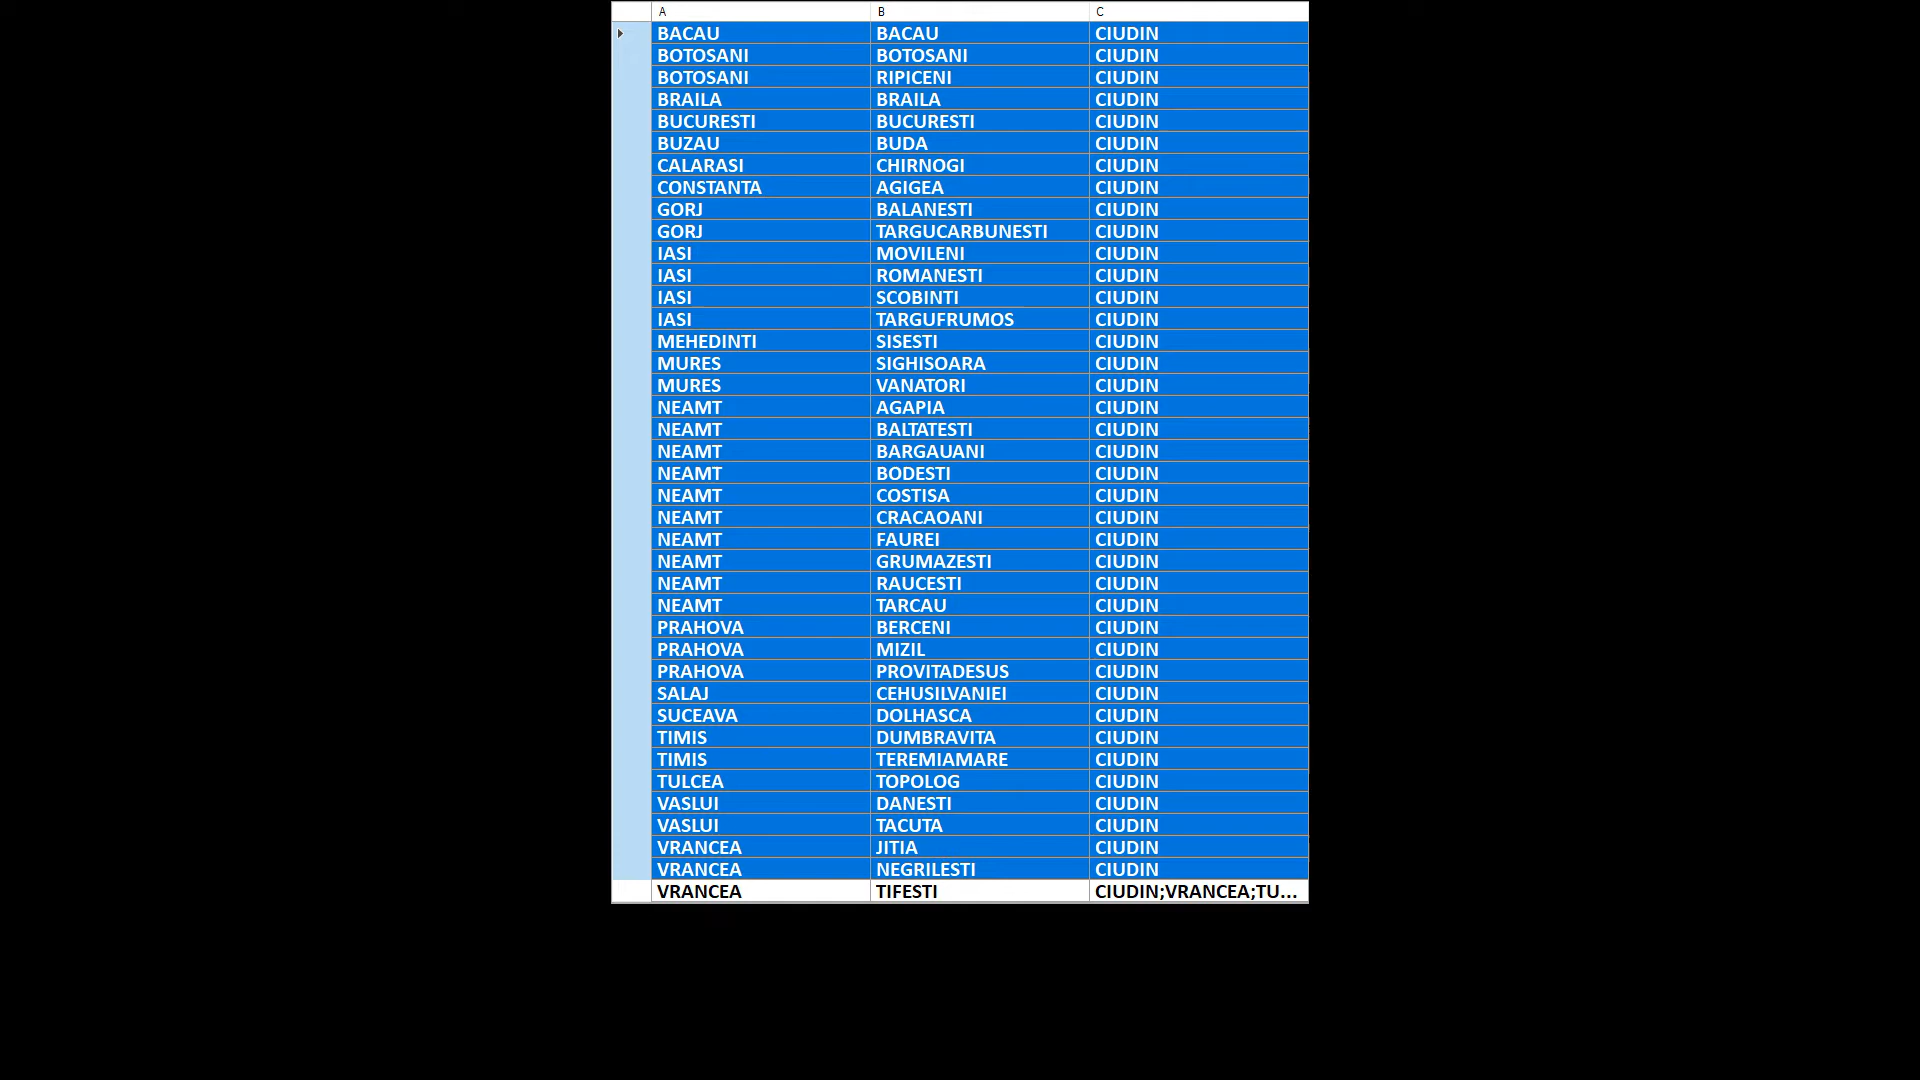 A B C
BACAU BACAU CIUDIN
BOTOSANI BOTOSANI CIUDIN
BOTOSANI RIPICENI CIUDIN
BRAILA BRAILA CIUDIN
BUCURESTI BUCURESTI CIUDIN
BUZAU BUDA CIUDIN
CALARASI CHIRNOGI CIUDIN
CONSTANTA AGIGEA CIUDIN
GORJ BALANESTI CIUDIN
GORJ TARGUCARBUNESTI CIUDIN
IASI MOVILENI CIUDIN
IASI ROMANESTI CIUDIN
IASI SCOBINTI CIUDIN
IASI TARGUFRUMOS CIUDIN
MEHEDINTI SISESTI CIUDIN
MURES SIGHISOARA CIUDIN
MURES VANATORI CIUDIN
NEAMT AGAPIA CIUDIN
NEAMT BALTATESTI CIUDIN
NEAMT BARGAUANI CIUDIN
NEAMT BODESTI CIUDIN
NEAMT COSTISA CIUDIN
NEAMT CRACAOANI CIUDIN
NEAMT FAUREI CIUDIN
NEAMT GRUMAZESTI CIUDIN
NEAMT RAUCESTI CIUDIN
NEAMT TARCAU CIUDIN
PRAHOVA BERCENI CIUDIN
PRAHOVA MIZIL CIUDIN
PRAHOVA PROVITADESUS CIUDIN
SALAJ CEHUSILVANIEI CIUDIN
SUCEAVA DOLHASCA CIUDIN
TIMIS DUMBRAVITA CIUDIN
TIMIS TEREMIAMARE CIUDIN
TULCEA TOPOLOG CIUDIN
VASLUI DANESTI CIUDIN
VASLUI TACUTA CIUDIN
VRANCEA JITIA CIUDIN
VRANCEA NEGRILESTI CIUDIN
VRANCEA TIFESTI CIUDIN;VRANCEA;TU...